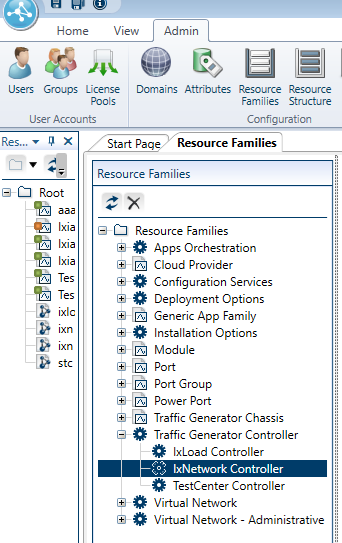 Home View Admin
Users Groups License Pools Domains Attributes Resource Families Resource Structure
User Accounts Configuration
Res...
Start Page Resource Families
Resource Families
Root
aaa
Ixia
Ixia
Ixia
Tes
Tes
ixlo
ixn
ixn
stc
Resource Families
Apps Orchestration
Cloud Provider
Configuration Services
Deployment Options
Generic App Family
Installation Options
Module
Port
Port Group
Power Port
Traffic Generator Chassis
Traffic Generator Controller
IxLoad Controller
IxNetwork Controller
TestCenter Controller
Virtual Network
Virtual Network - Administrative